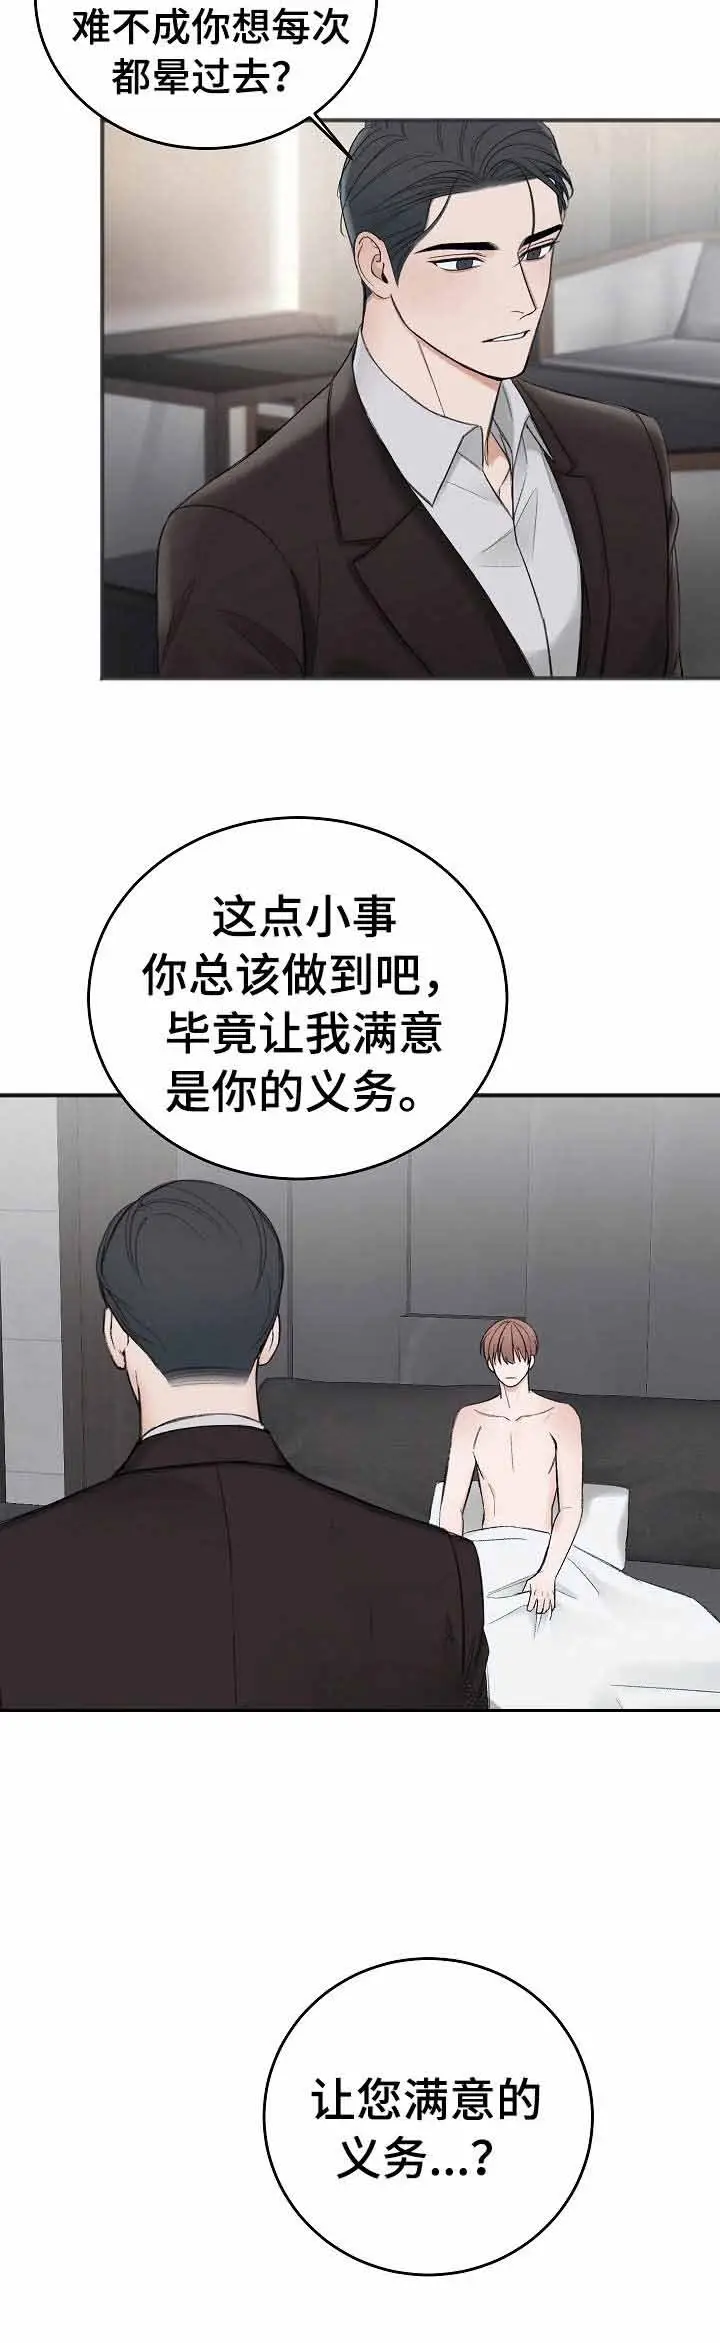 难不成你想每次
都晕过去？
这点小事
你总该做到吧，
毕竟让我满意
是你的义务。
让您满意的
义务...？